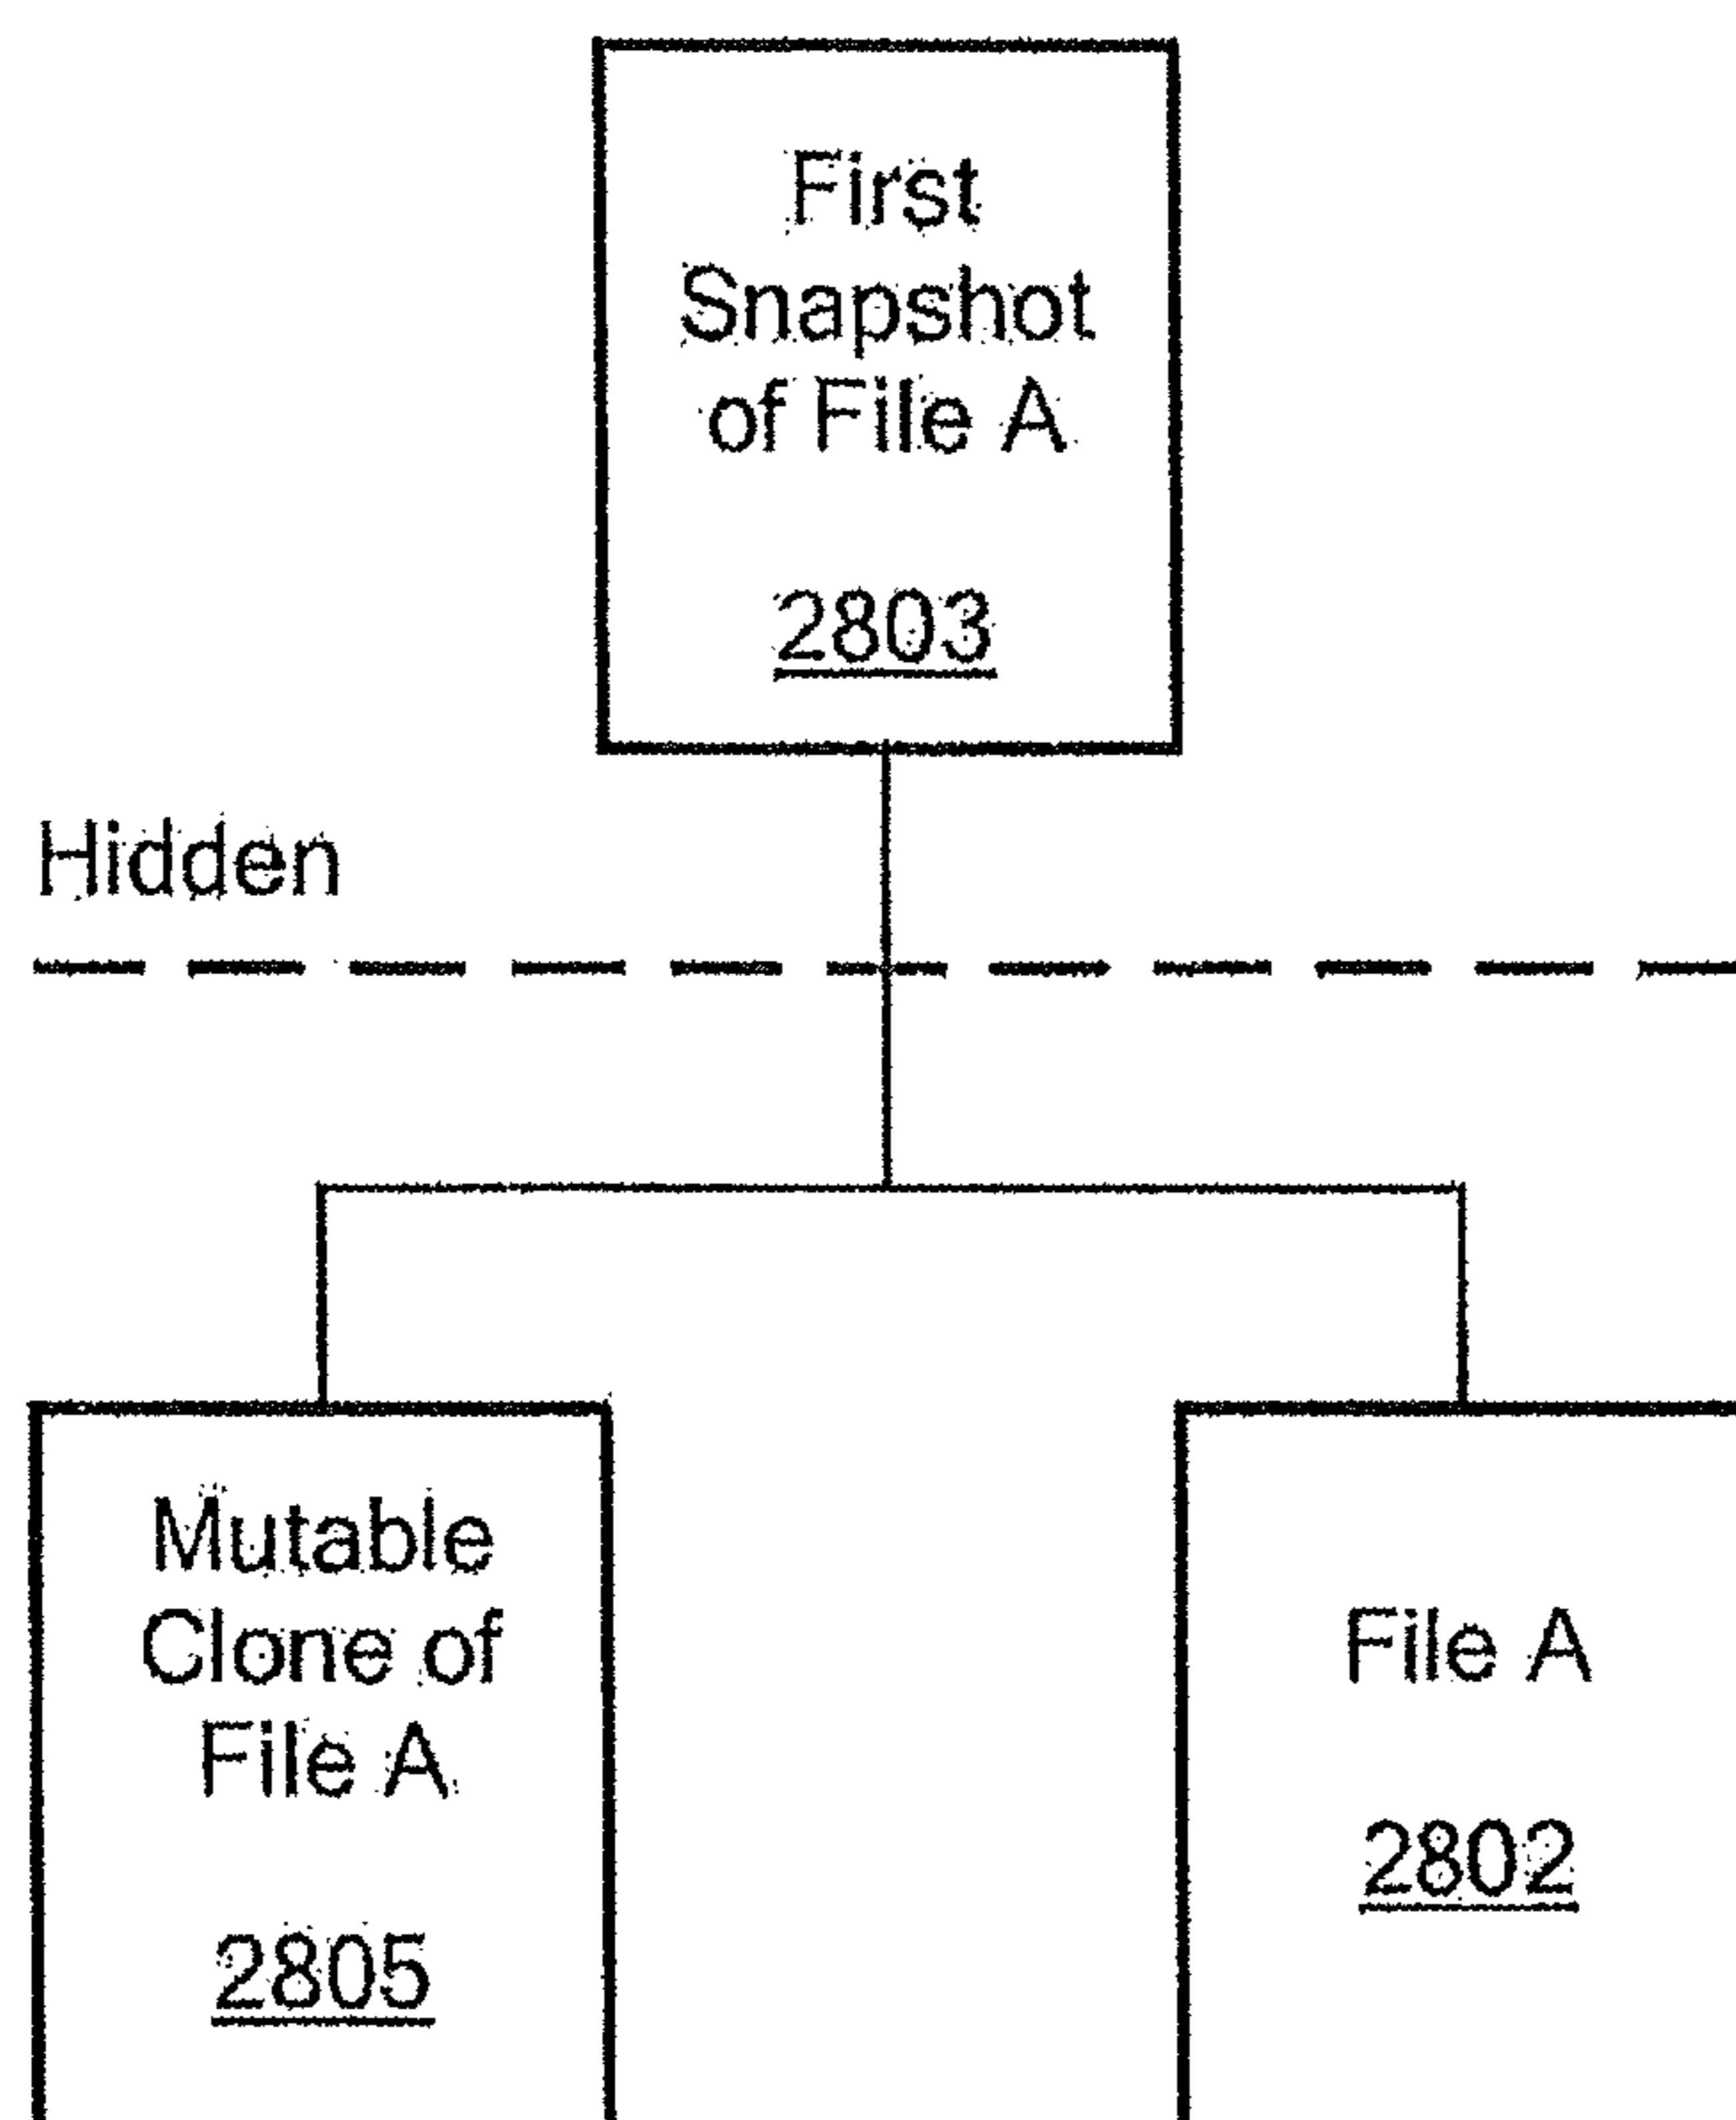 First
Snapshot
of File A
2803
Hidden
Mutable
Clone of
File A
2805
File A
2802